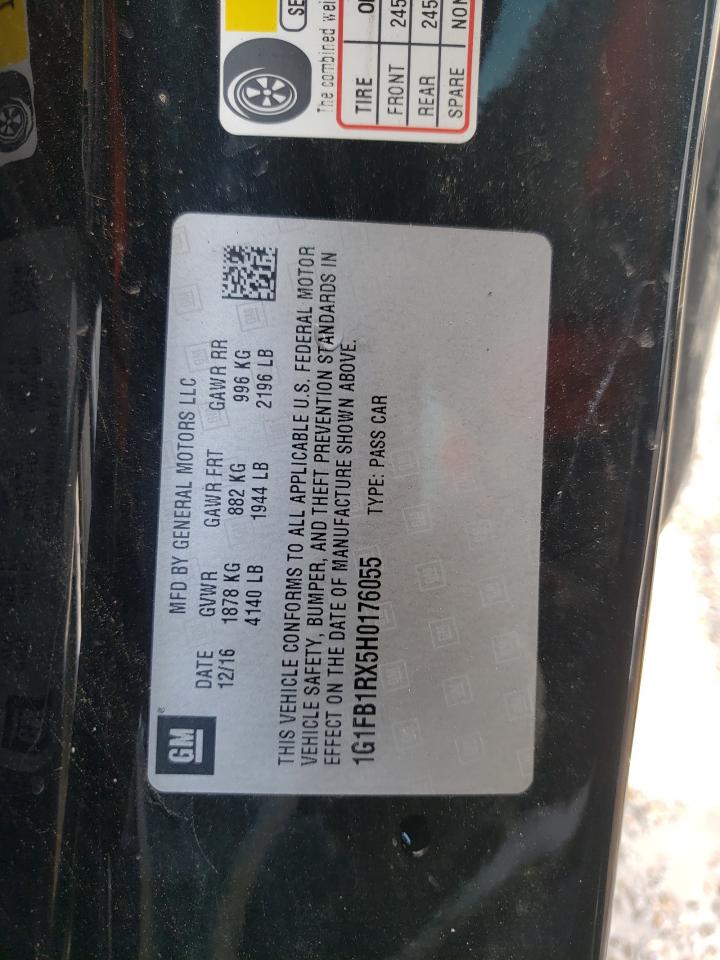 GM
MFD BY GENERAL MOTORS LLC
DATE GVWR GAWR FRT GAWR RR
12/16 1878 KG 882 KG 996 KG
4140 LB 1944 LB 2196 LB
THIS VEHICLE CONFORMS TO ALL APPLICABLE U.S. FEDERAL MOTOR
VEHICLE SAFETY, BUMPER, AND THEFT PREVENTION STANDARDS IN
EFFECT ON THE DATE OF MANUFACTURE SHOWN ABOVE.
1G1FB1RX5H0176055 TYPE: PASS CAR
The combined
TIRE
FRONT 245
REAR 245
SPARE